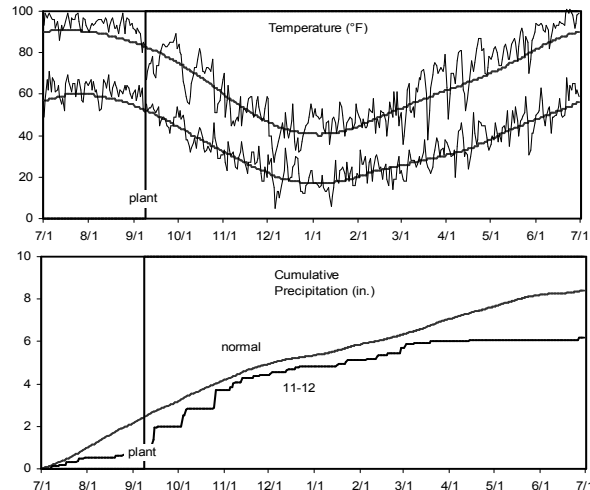 100
Temperature (°F)
80
60
40
20
plant
0
7/1 8/1 9/1 10/1 11/1 12/1 1/1 2/1 3/1 4/1 5/1 6/1 7/1
10
Cumulative
Precipitation (in.)
8
normal
6
11-12
4
2
plant
0
7/1 8/1 9/1 10/1 11/1 12/1 1/1 2/1 3/1 4/1 5/1 6/1 7/1